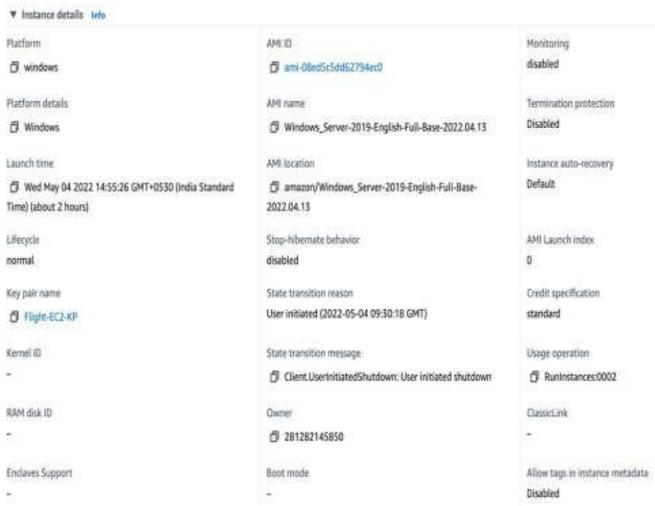 ▼ Instance details Info
Platform
windows
Platform details
Windows
Launch time
Wed May 04 2022 14:55:26 GMT+0530 (India Standard
Time) (about 2 hours)
Lifecycle
normal
Key pair name
Flight-EC2-KP
Kernel ID
–
RAM disk ID
–
Enclaves Support
–
AMI ID
ami-08ed5c5dd62794ec0
AMI name
Windows_Server-2019-English-Full-Base-2022.04.13
AMI location
amazon/Windows_Server-2019-English-Full-Base-
2022.04.13
Stop-hibernate behavior
disabled
State transition reason
User initiated (2022-05-04 09:30:18 GMT)
State transition message
Client.UserInitiatedShutdown: User initiated shutdown
Owner
281282145850
Boot mode
–
Monitoring
disabled
Termination protection
Disabled
Instance auto-recovery
Default
AMI Launch index
0
Credit specification
standard
Usage operation
RunInstances:0002
ClassicLink
–
Allow tags in instance metadata
Disabled